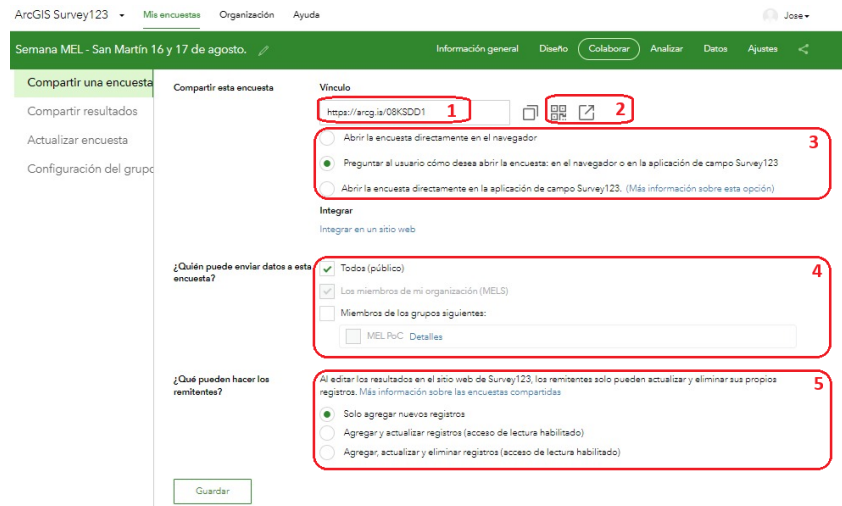 ArcGIS Survey123 Mis encuestas Organización Ayuda Jose
Semana MEL - San Martín 16 y 17 de agosto. Información general Diseño Colaborar Analizar Datos Ajustes
Compartir una encuesta
Compartir resultados
Actualizar encuesta
Configuración del grupo
Compartir esta encuesta
Vínculo
https://arcg.is/08KSDD1 1 2
Abrir la encuesta directamente en el navegador 3
Preguntar al usuario cómo desea abrir la encuesta: en el navegador o en la aplicación de campo Survey123
Abrir la encuesta directamente en la aplicación de campo Survey123. (Más información sobre esta opción)
Integrar
Integrar en un sitio web
¿Quién puede enviar datos a esta
encuesta?
Todos (público) 4
Los miembros de mi organización (MELS)
Miembros de los grupos siguientes:
MEL PoC Detalles
¿Qué pueden hacer los
remitentes?
Al editar los resultados en el sitio web de Survey123, los remitentes solo pueden actualizar y eliminar sus propios
registros. Más información sobre las encuestas compartidas 5
Solo agregar nuevos registros
Agregar y actualizar registros (acceso de lectura habilitado)
Agregar, actualizar y eliminar registros (acceso de lectura habilitado)
Guardar